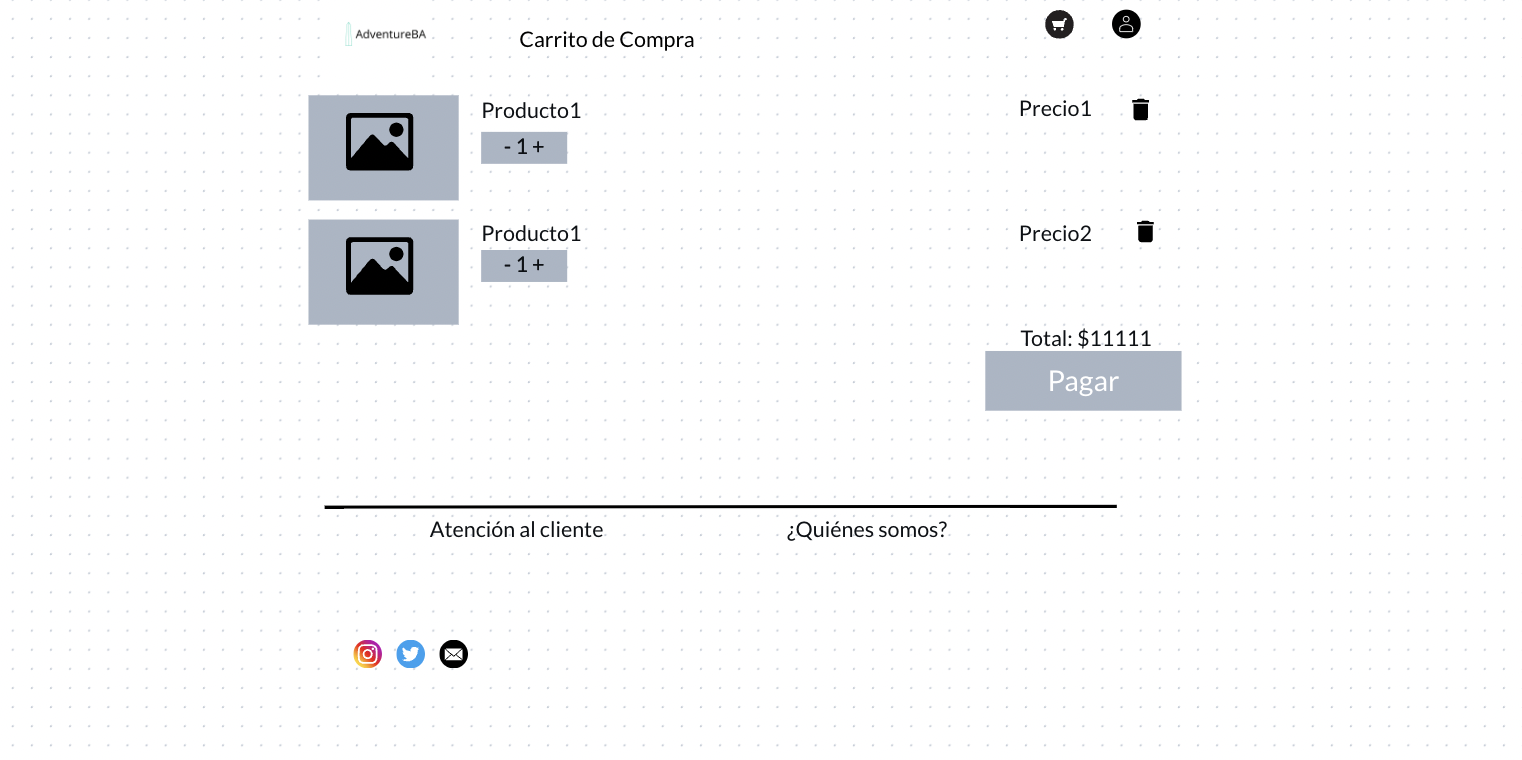 AdventureBA
Carrito de Compra
Producto1
Precio1
- 1 +
Producto1
Precio2
- 1 +
Total: $11111
Pagar
Atención al cliente
¿Quiénes somos?